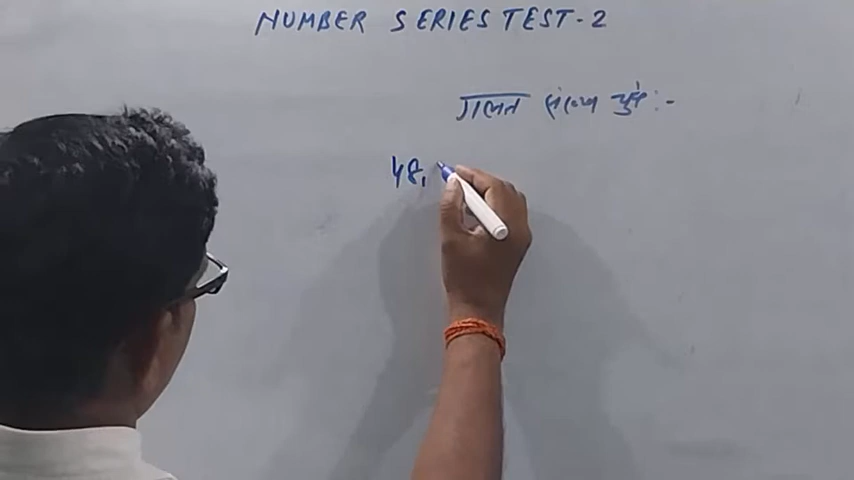 NUMBER SERIES TEST-2
गलत संख्या चुनें :-
48,